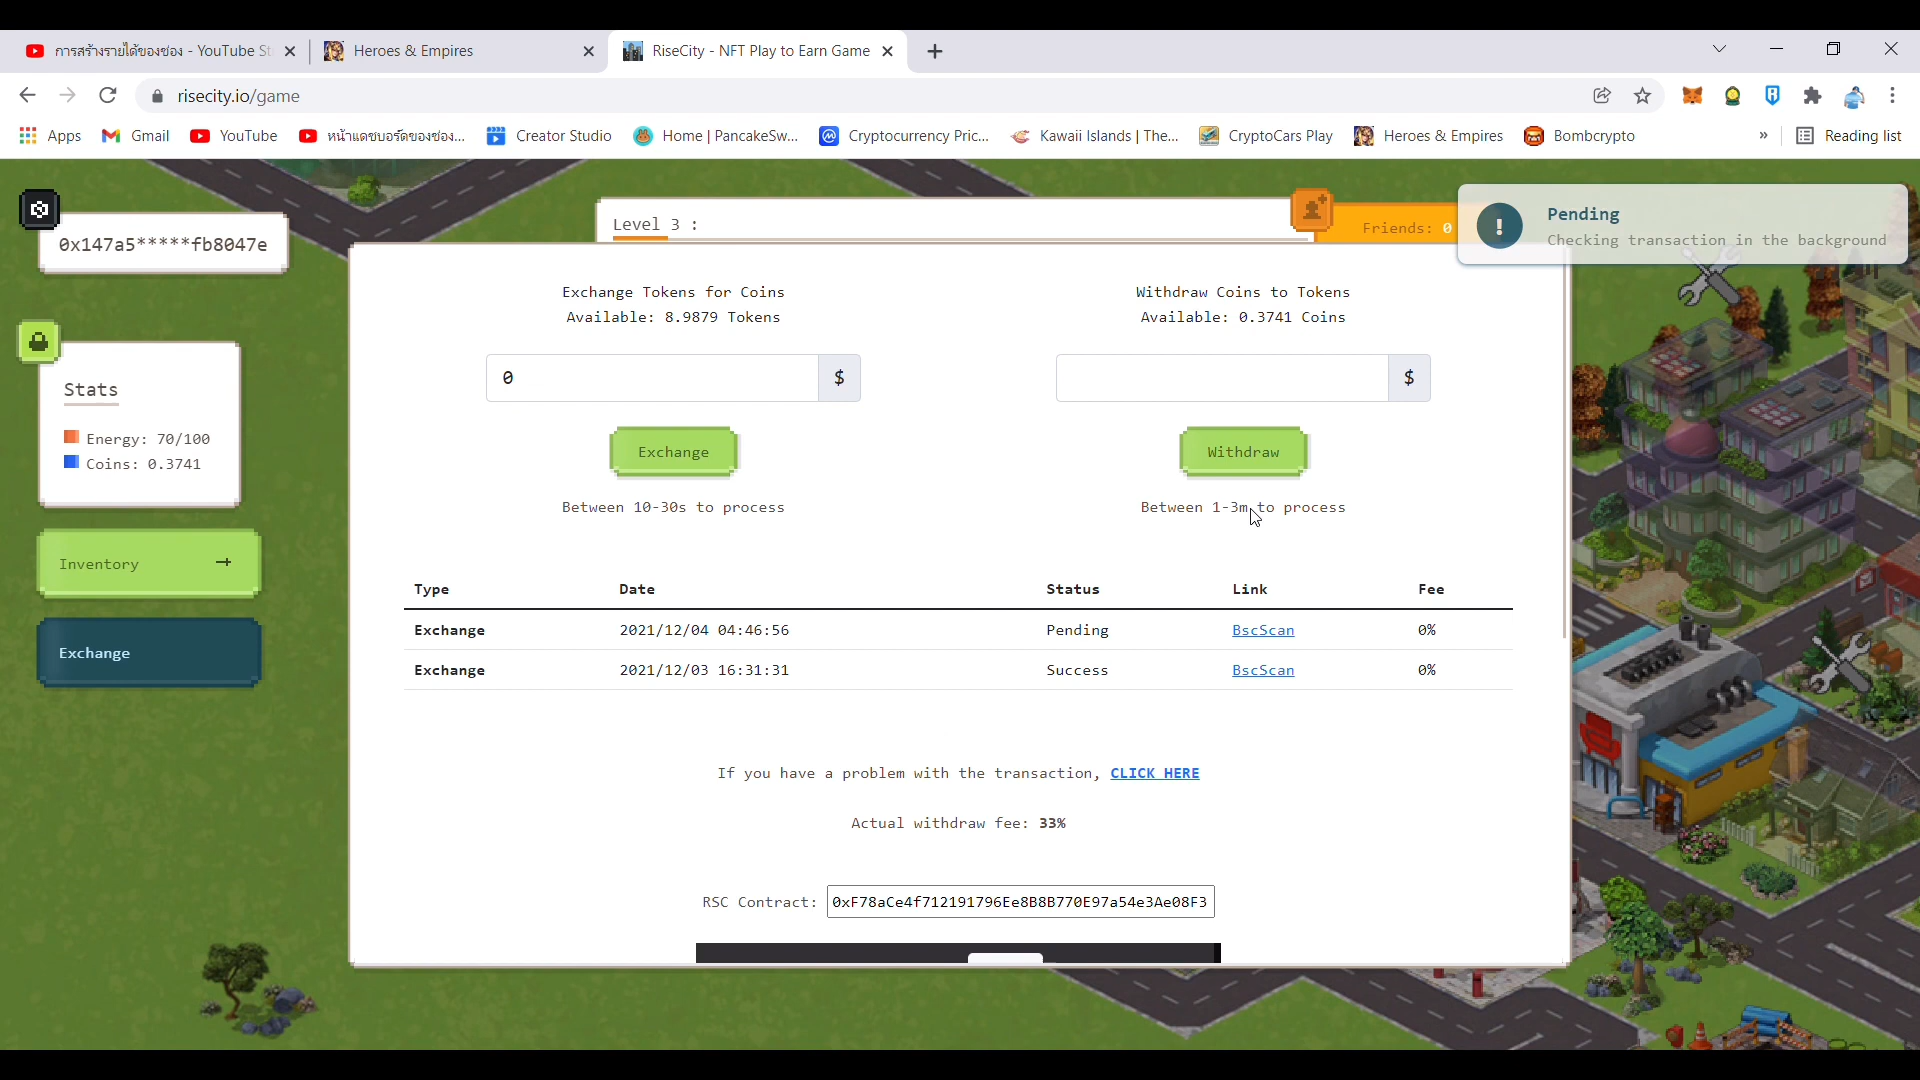 การสร้างรายได้ของช่อง - YouTube St
Heroes & Empires
RiseCity - NFT Play to Earn Game
risecity.io/game
Apps
Gmail
YouTube
หน้าแดชบอร์ดของช่อง...
Creator Studio
Home | PancakeSw...
Cryptocurrency Pric...
Kawaii Islands | The...
CryptoCars Play
Heroes & Empires
Bombcrypto
»
Reading list
0x147a5*****fb8047e
Level 3 :
Friends: 0
Pending
Checking transaction in the background
Stats
Energy: 70/100
Coins: 0.3741
Inventory
Exchange
Exchange Tokens for Coins
Available: 8.9879 Tokens
0 $
Exchange
Between 10-30s to process
Withdraw Coins to Tokens
Available: 0.3741 Coins
$
Withdraw
Between 1-3m to process
Type Date Status Link Fee
Exchange 2021/12/04 04:46:56 Pending BscScan 0%
Exchange 2021/12/03 16:31:31 Success BscScan 0%
If you have a problem with the transaction, CLICK HERE
Actual withdraw fee: 33%
RSC Contract: 0xF78aCe4f712191796Ee8B8B770E97a54e3Ae08F3